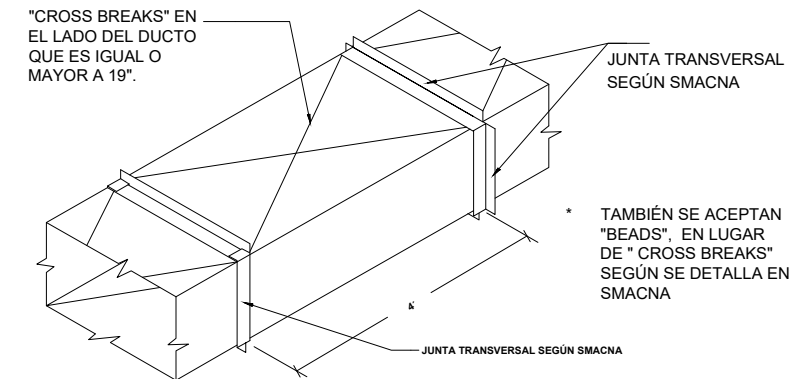 "CROSS BREAKS" EN
EL LADO DEL DUCTO
QUE ES IGUAL O
MAYOR A 19".
JUNTA TRANSVERSAL
SEGÚN SMACNA
* TAMBIÉN SE ACEPTAN
"BEADS", EN LUGAR
DE " CROSS BREAKS"
SEGÚN SE DETALLA EN
SMACNA
JUNTA TRANSVERSAL SEGÚN SMACNA